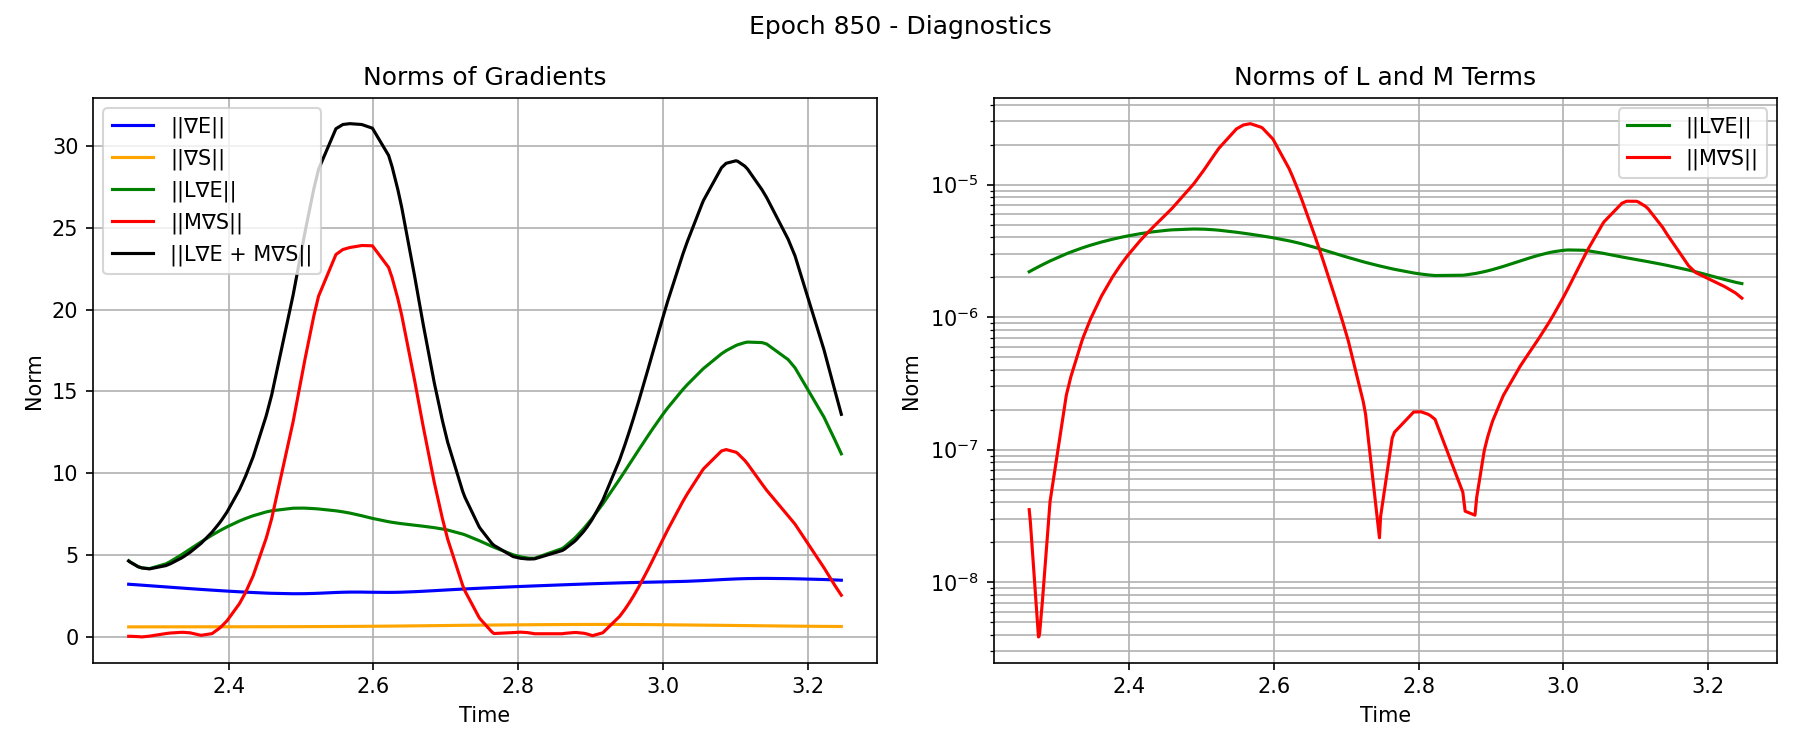 Epoch 850 - Diagnostics
Norms of Gradients
||∇E||
||∇S||
||L∇E||
||M∇S||
||L∇E + M∇S||
30
25
20
15
10
5
0
Norm
2.4 2.6 2.8 3.0 3.2
Time
Norms of L and M Terms
||L∇E||
||M∇S||
10⁻⁵
10⁻⁶
10⁻⁷
10⁻⁸
Norm
2.4 2.6 2.8 3.0 3.2
Time